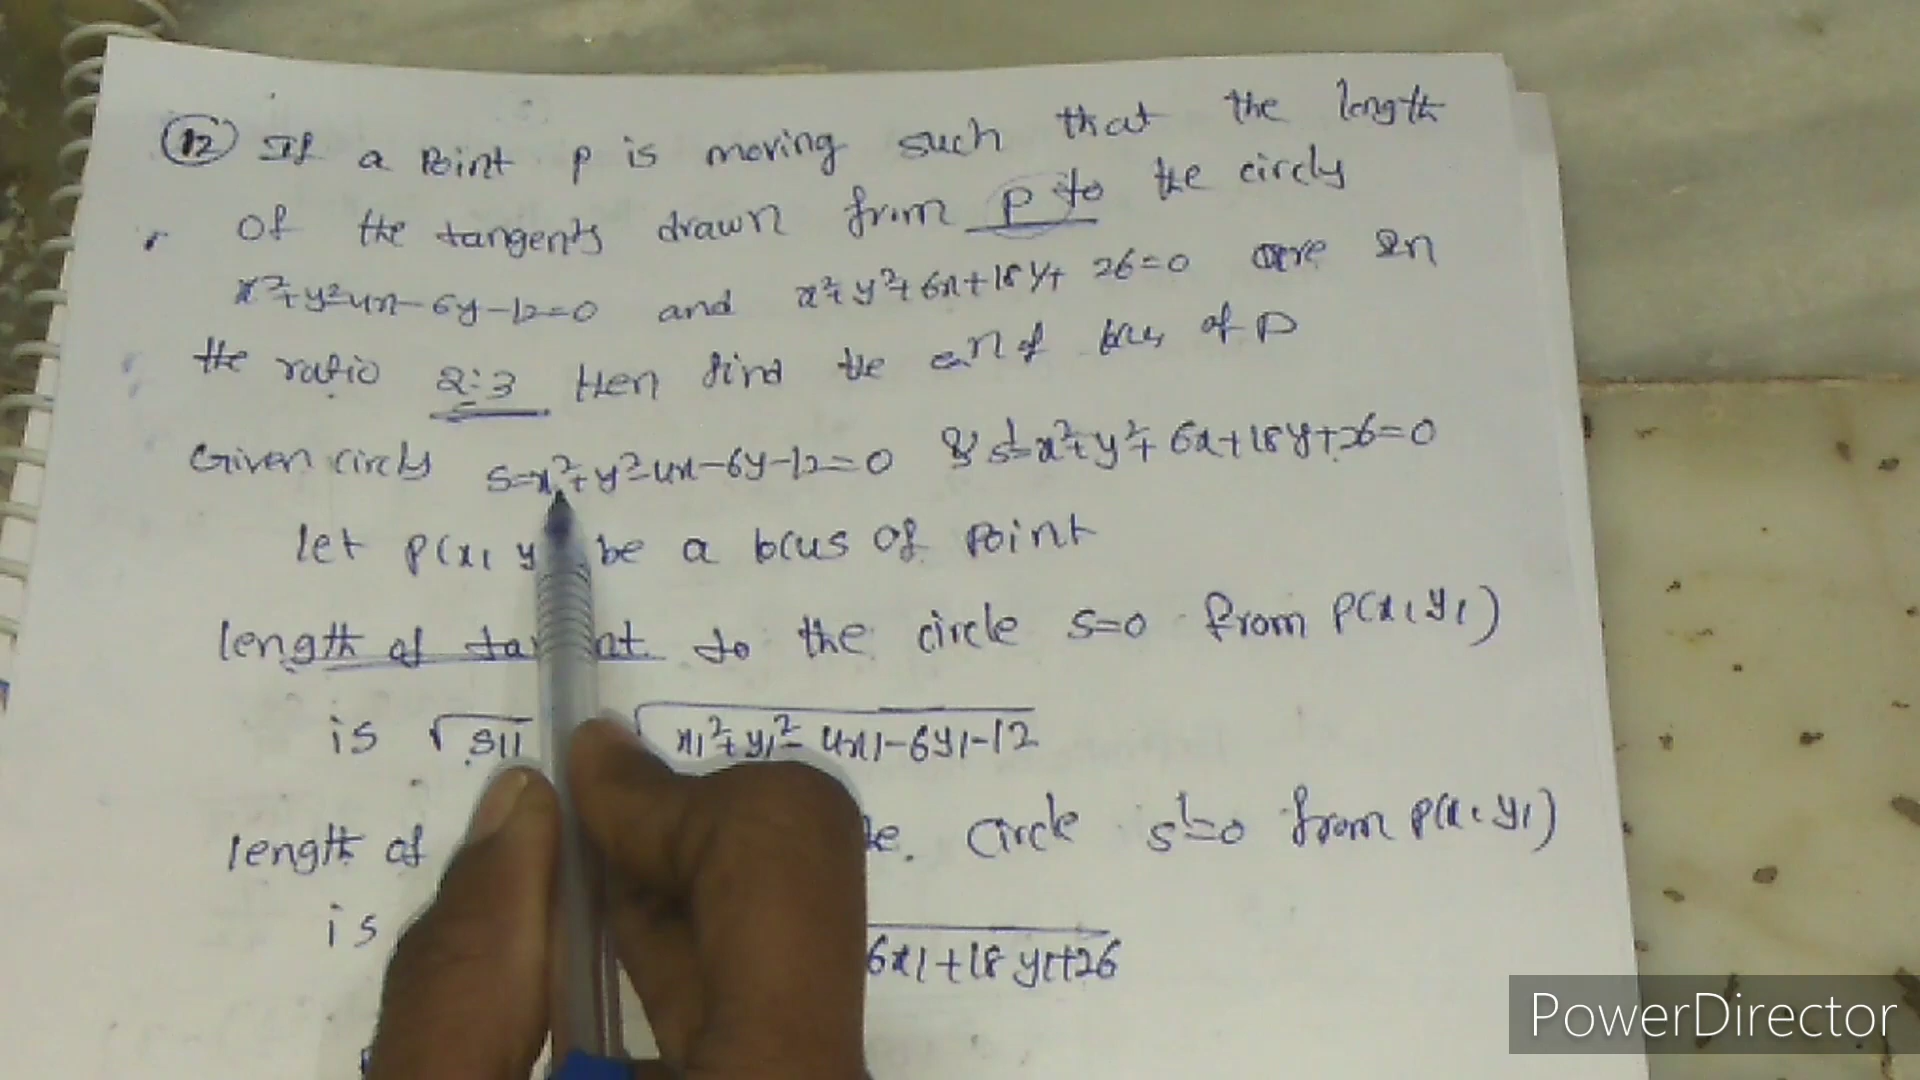 12 If a Point P is moving such that the length
of the tangents drawn from P to the circles
x²+y²-4x-6y-12=0 and x²+y²+6x+18y+26=0 are in
the ratio 2:3 then find the eqn of locus of P
Given circles S=x²+y²-4x-6y-12=0 & S¹=x²+y²+6x+18y+26=0
let P(x1 y be a locus of Point
length of ta nt to the circle S=0 from P(x1 y1)
is √S11 √x1²+y1²-4x1-6y1-12
length of circle S¹=0 from P(x1 y1)
is 6x1+18y1+26
PowerDirector